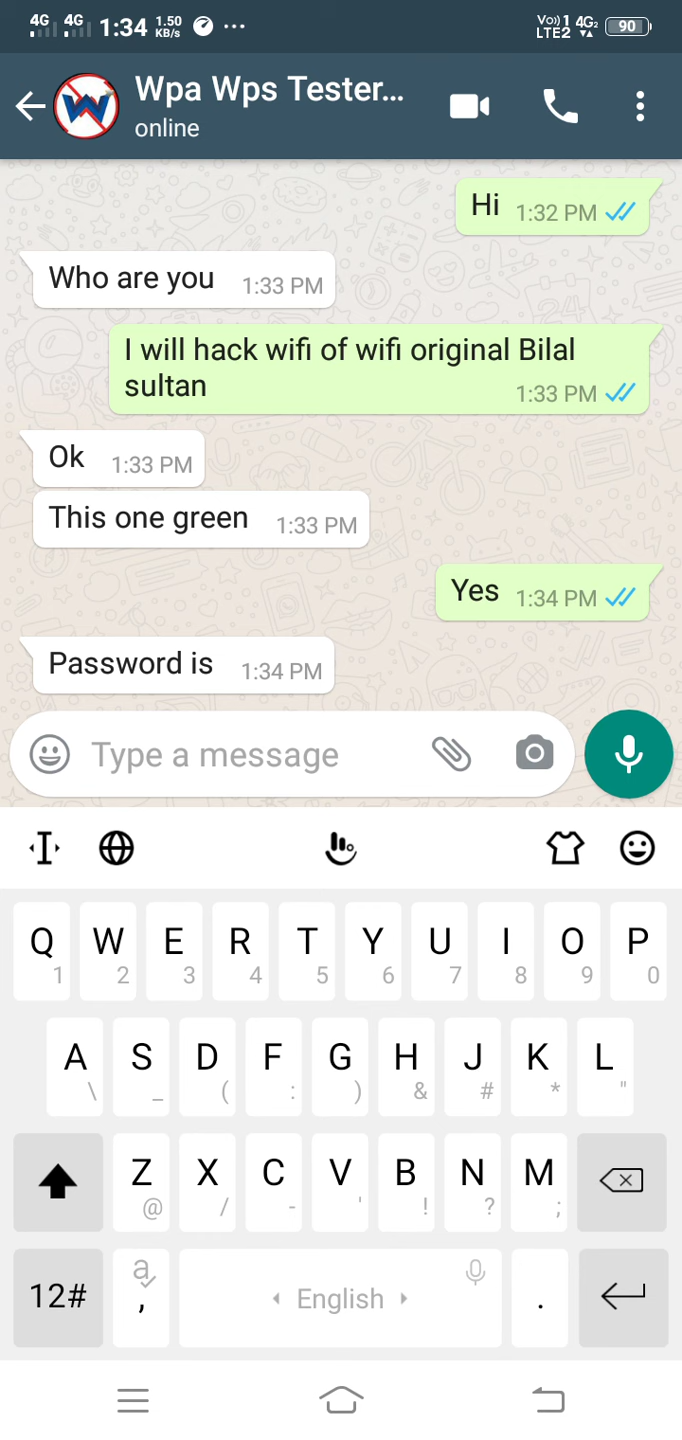 4G 4G 1:34 1.50 KB/s ... Vo)) 1 LTE2 4G2 90
Wpa Wps Tester...
online
Hi 1:32 PM
Who are you 1:33 PM
I will hack wifi of wifi original Bilal
sultan 1:33 PM
Ok 1:33 PM
This one green 1:33 PM
Yes 1:34 PM
Password is 1:34 PM
Type a message
Q W E R T Y U I O P
1 2 3 4 5 6 7 8 9 0
A S D F G H J K L
\ _ ( : ) & # * "
Z X C V B N M
@ / - ' ! ? ;
12# a , English .